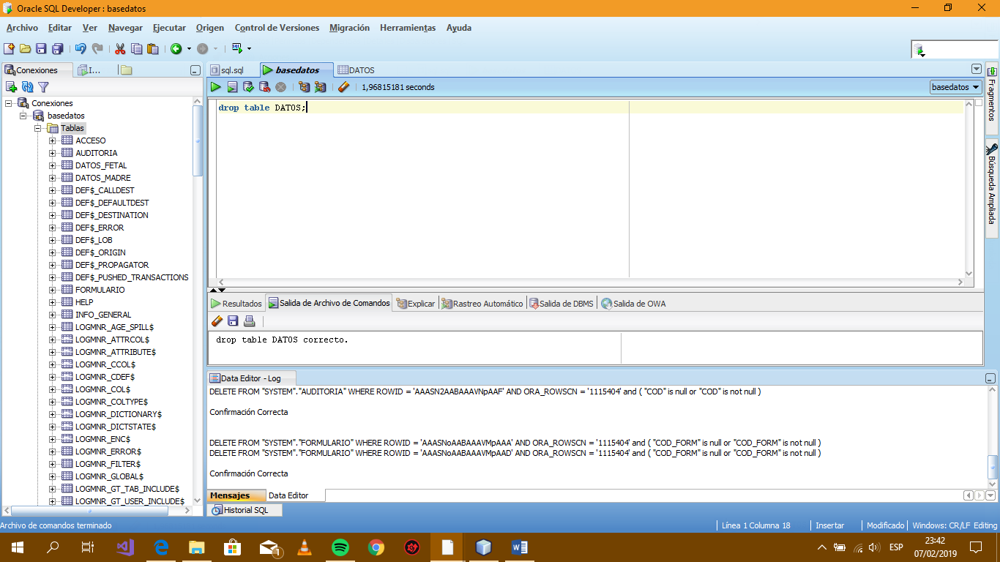 Oracle SQL Developer : basedatos
Archivo Editar Ver Navegar Ejecutar Origen Control de Versiones Migración Herramientas Ayuda
Conexiones I...
sql.sql basedatos DATOS
1,96815181 seconds basedatos
Conexiones
basedatos
Tablas
ACCESO
AUDITORIA
DATOS_FETAL
DATOS_MADRE
DEF$_CALLDEST
DEF$_DEFAULTDEST
DEF$_DESTINATION
DEF$_ERROR
DEF$_LOB
DEF$_ORIGIN
DEF$_PROPAGATOR
DEF$_PUSHED_TRANSACTIONS
FORMULARIO
HELP
INFO_GENERAL
LOGMNR_AGE_SPILL$
LOGMNR_ATTRCOL$
LOGMNR_ATTRIBUTE$
LOGMNR_CCOL$
LOGMNR_CDEF$
LOGMNR_COL$
LOGMNR_COLTYPE$
LOGMNR_DICTIONARY$
LOGMNR_DICTSTATE$
LOGMNR_ENC$
LOGMNR_ERROR$
LOGMNR_FILTER$
LOGMNR_GLOBAL$
LOGMNR_GT_TAB_INCLUDE$
LOGMNR_GT_USER_INCLUDE$
drop table DATOS;
Fragmentos
Búsqueda Ampliada
Resultados Salida de Archivo de Comandos Explicar Rastreo Automático Salida de DBMS Salida de OWA
drop table DATOS correcto.
Data Editor - Log
DELETE FROM "SYSTEM"."AUDITORIA" WHERE ROWID = 'AAASN2AABAAAVNpAAF' AND ORA_ROWSCN = '1115404' and ( "COD" is null or "COD" is not null )
Confirmación Correcta
DELETE FROM "SYSTEM"."FORMULARIO" WHERE ROWID = 'AAASNoAABAAAVMpAAA' AND ORA_ROWSCN = '1115404' and ( "COD_FORM" is null or "COD_FORM" is not null )
DELETE FROM "SYSTEM"."FORMULARIO" WHERE ROWID = 'AAASNoAABAAAVMpAAD' AND ORA_ROWSCN = '1115404' and ( "COD_FORM" is null or "COD_FORM" is not null )
Confirmación Correcta
Mensajes Data Editor
Historial SQL
Archivo de comandos terminado Línea 1 Columna 18 Insertar Modificado Windows: CR/LF Editing
1
ESP
23:42
07/02/2019